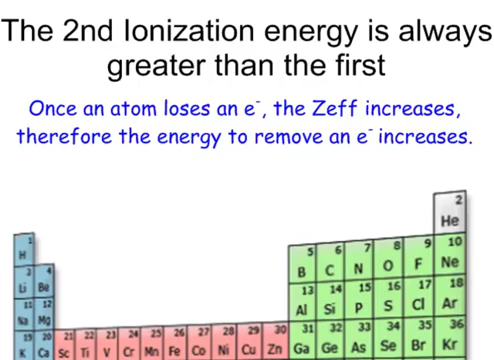 The 2nd Ionization energy is always
greater than the first
Once an atom loses an e-, the Zeff increases,
therefore the energy to remove an e- increases.
2
He
1
H
5 6 7 8 9 10
B C N O F Ne
3 4
Li Be
13 14 15 16 17 18
Al Si P S Cl Ar
11 12
Na Mg
19 20 21 22 23 24 25 26 27 28 29 30 31 32 33 34 35 36
K Ca Sc Ti V Cr Mn Fe Co Ni Cu Zn Ga Ge As Se Br Kr